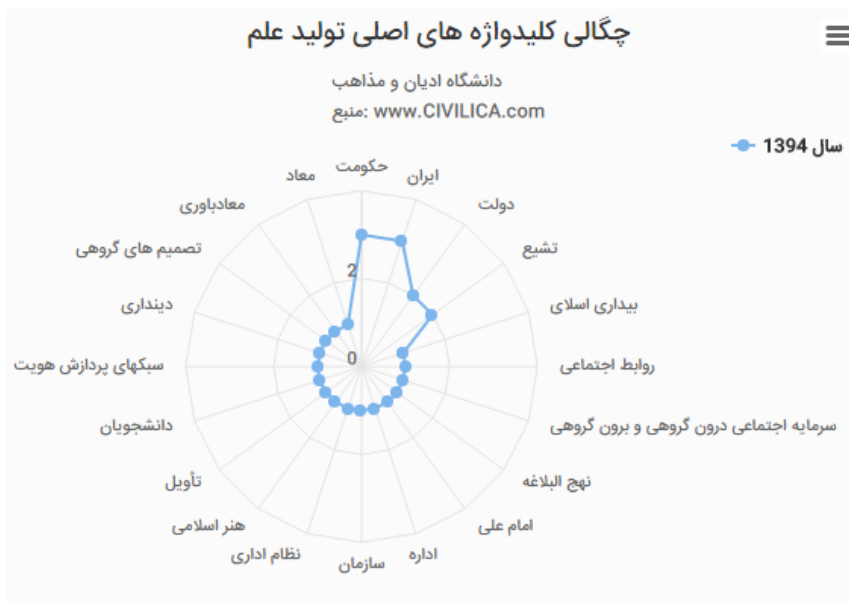 چگالی کلیدواژه های اصلی تولید علم
دانشگاه ادیان و مذاهب
منبع: www.CIVILICA.com
سال 1394
حکومت
ایران
دولت
تشیع
بیداری اسلای
روابط اجتماعی
سرمایه اجتماعی درون گروهی و برون گروهی
نهج البلاغه
امام علی
اداره
سازمان
نظام اداری
هنر اسلامی
تأویل
دانشجویان
سبکهای پردازش هویت
دینداری
تصمیم های گروهی
معادباوری
معاد
2
0